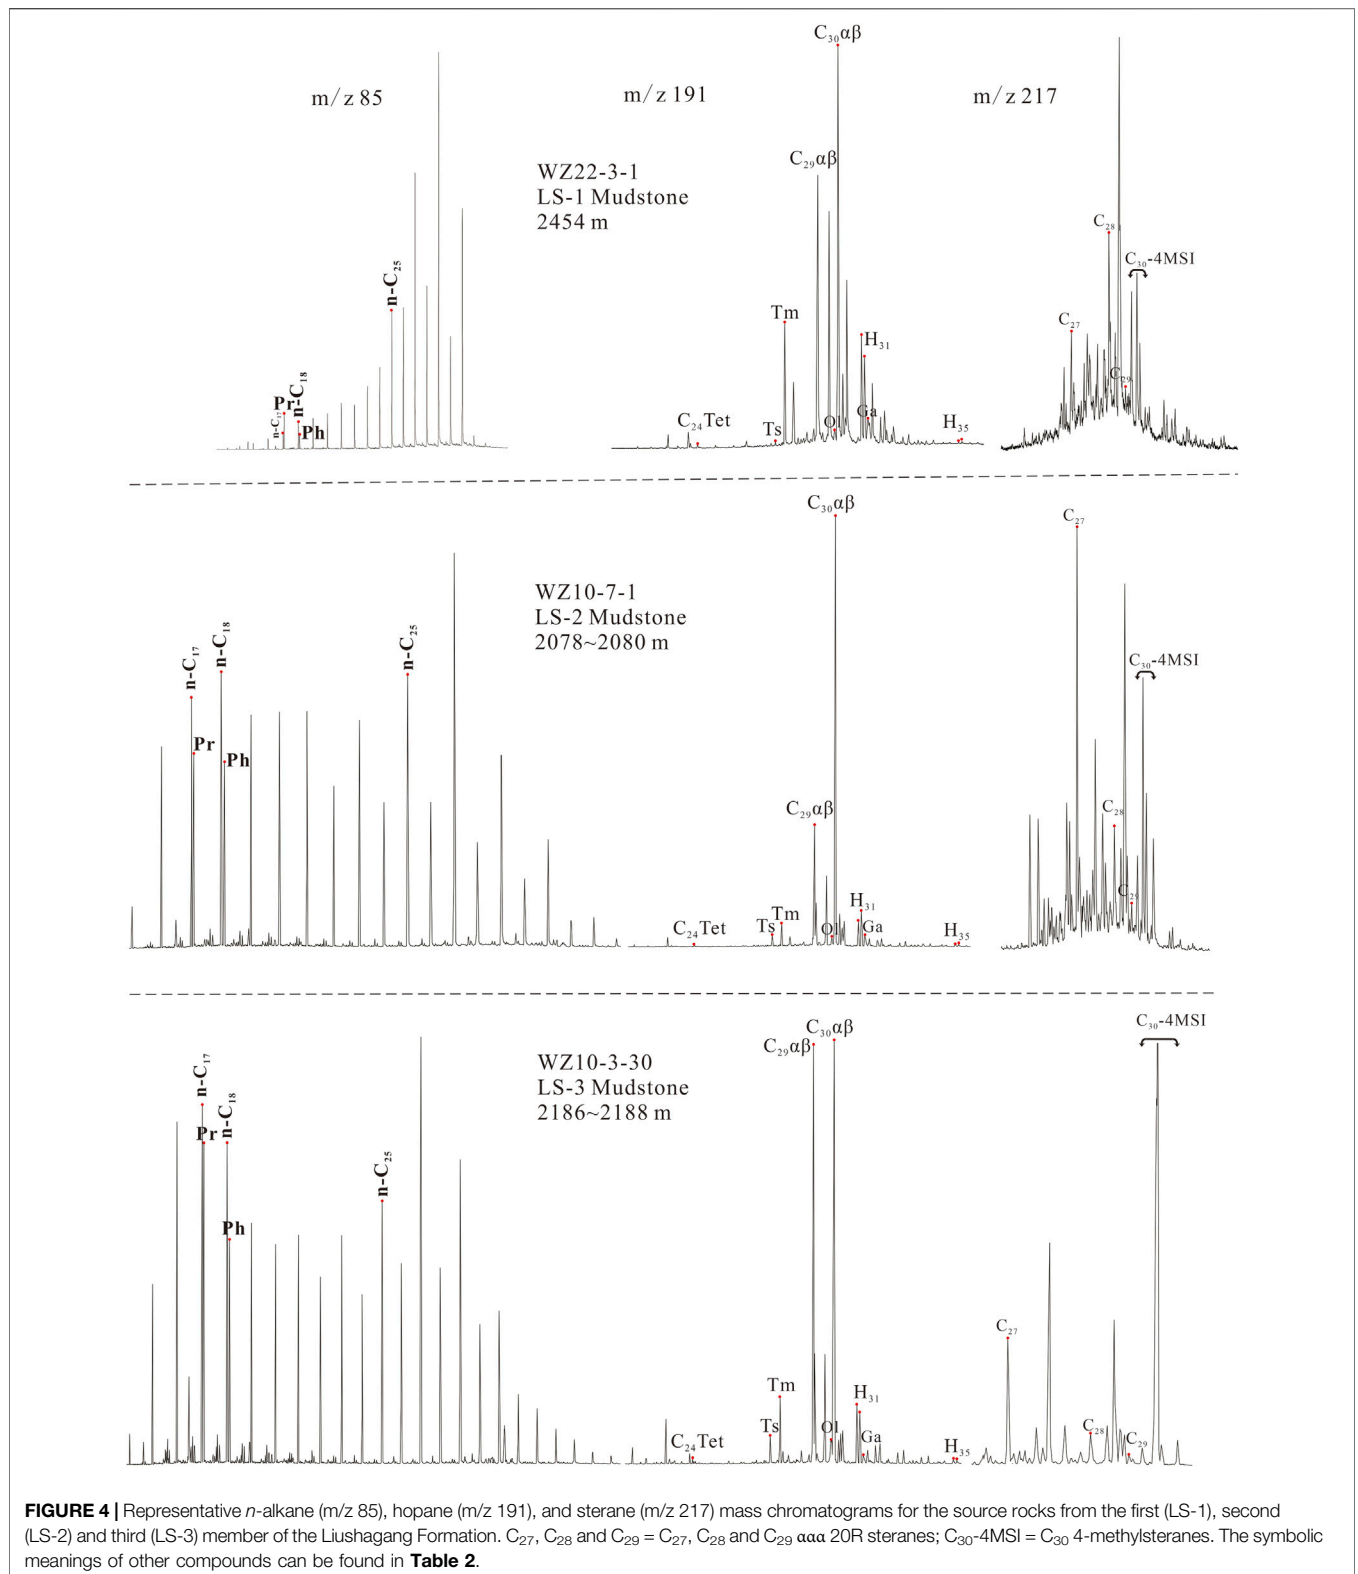 m/z 85
m/z 191
m/z 217
WZ22-3-1
LS-1 Mudstone
2454 m
n-C₁₇
Pr
n-C₁₈
Ph
n-C₂₅
C₂₄Tet
Ts
Tm
C₂₉αβ
Ol
C₃₀αβ
H₃₁
Ga
H₃₅
C₂₇
C₂₈
C₂₉
C₃₀-4MSI
WZ10-7-1
LS-2 Mudstone
2078~2080 m
n-C₁₇
Pr
n-C₁₈
Ph
n-C₂₅
C₂₄Tet
Ts
Tm
C₂₉αβ
Ol
C₃₀αβ
H₃₁
Ga
H₃₅
C₂₇
C₂₈
C₂₉
C₃₀-4MSI
WZ10-3-30
LS-3 Mudstone
2186~2188 m
n-C₁₇
Pr
n-C₁₈
Ph
n-C₂₅
C₂₄Tet
Ts
Tm
C₂₉αβ
Ol
C₃₀αβ
H₃₁
Ga
H₃₅
C₂₇
C₂₈
C₂₉
C₃₀-4MSI
FIGURE 4 | Representative n-alkane (m/z 85), hopane (m/z 191), and sterane (m/z 217) mass chromatograms for the source rocks from the first (LS-1), second
(LS-2) and third (LS-3) member of the Liushagang Formation. C₂₇, C₂₈ and C₂₉ = C₂₇, C₂₈ and C₂₉ ααα 20R steranes; C₃₀-4MSI = C₃₀ 4-methylsteranes. The symbolic
meanings of other compounds can be found in Table 2.